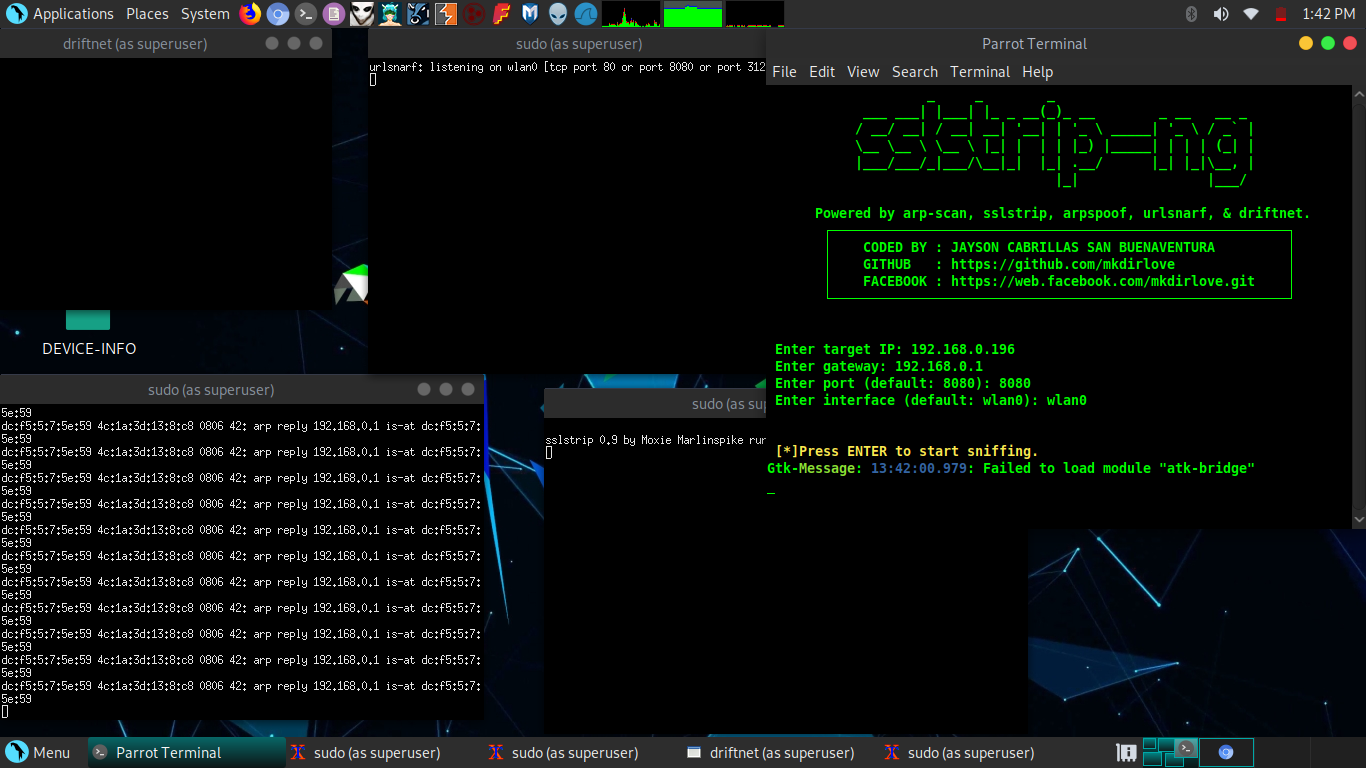 Applications Places System 1:42 PM
driftnet (as superuser)
sudo (as superuser)
urlsnarf: listening on wlan0 [tcp port 80 or port 8080 or port 312
Parrot Terminal
File Edit View Search Terminal Help
sslstrip-ng
Powered by arp-scan, sslstrip, arpspoof, urlsnarf, & driftnet.
CODED BY : JAYSON CABRILLAS SAN BUENAVENTURA
GITHUB : https://github.com/mkdirlove
FACEBOOK : https://web.facebook.com/mkdirlove.git
Enter target IP: 192.168.0.196
Enter gateway: 192.168.0.1
Enter port (default: 8080): 8080
Enter interface (default: wlan0): wlan0
[*]Press ENTER to start sniffing.
Gtk-Message: 13:42:00.979: Failed to load module "atk-bridge"
DEVICE-INFO
sudo (as superuser)
5e:59
dc:f5:5:7:5e:59 4c:1a:3d:13:8:c8 0806 42: arp reply 192.168.0.1 is-at dc:f5:5:7:
5e:59
dc:f5:5:7:5e:59 4c:1a:3d:13:8:c8 0806 42: arp reply 192.168.0.1 is-at dc:f5:5:7:
5e:59
dc:f5:5:7:5e:59 4c:1a:3d:13:8:c8 0806 42: arp reply 192.168.0.1 is-at dc:f5:5:7:
5e:59
dc:f5:5:7:5e:59 4c:1a:3d:13:8:c8 0806 42: arp reply 192.168.0.1 is-at dc:f5:5:7:
5e:59
dc:f5:5:7:5e:59 4c:1a:3d:13:8:c8 0806 42: arp reply 192.168.0.1 is-at dc:f5:5:7:
5e:59
dc:f5:5:7:5e:59 4c:1a:3d:13:8:c8 0806 42: arp reply 192.168.0.1 is-at dc:f5:5:7:
5e:59
dc:f5:5:7:5e:59 4c:1a:3d:13:8:c8 0806 42: arp reply 192.168.0.1 is-at dc:f5:5:7:
5e:59
dc:f5:5:7:5e:59 4c:1a:3d:13:8:c8 0806 42: arp reply 192.168.0.1 is-at dc:f5:5:7:
5e:59
dc:f5:5:7:5e:59 4c:1a:3d:13:8:c8 0806 42: arp reply 192.168.0.1 is-at dc:f5:5:7:
5e:59
dc:f5:5:7:5e:59 4c:1a:3d:13:8:c8 0806 42: arp reply 192.168.0.1 is-at dc:f5:5:7:
5e:59
dc:f5:5:7:5e:59 4c:1a:3d:13:8:c8 0806 42: arp reply 192.168.0.1 is-at dc:f5:5:7:
5e:59
sudo (as sup
sslstrip 0.9 by Moxie Marlinspike run
Menu Parrot Terminal sudo (as superuser) sudo (as superuser) driftnet (as superuser) sudo (as superuser)